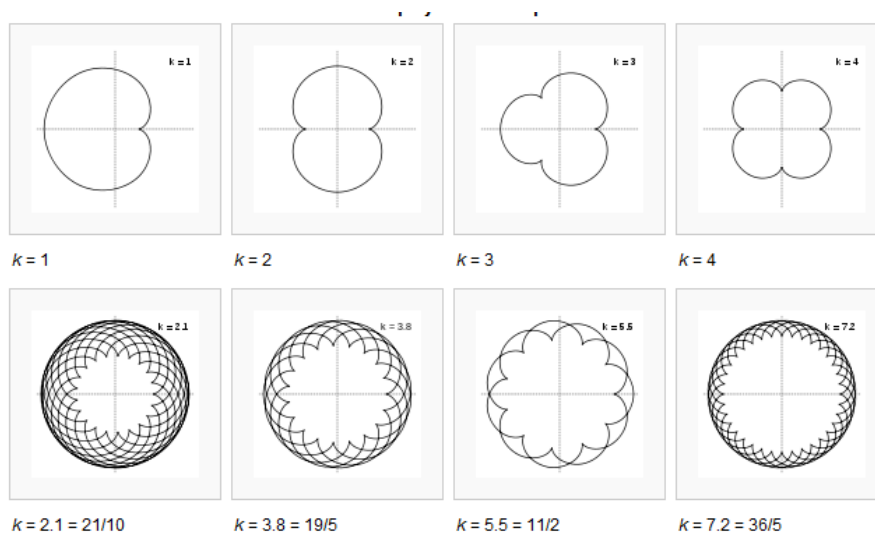 k = 1
k = 2
k = 3
k = 4
k = 1
k = 2
k = 3
k = 4
k = 2.1
k = 3.8
k = 5.5
k = 7.2
k = 2.1 = 21/10
k = 3.8 = 19/5
k = 5.5 = 11/2
k = 7.2 = 36/5